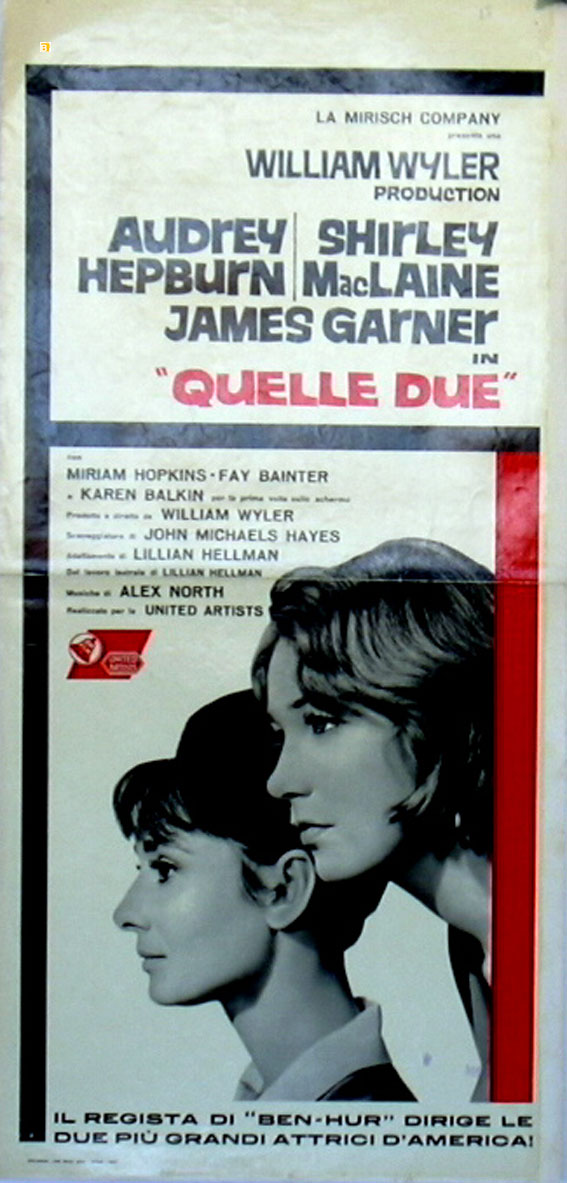 LA MIRISCH COMPANY
presenta una
WILLIAM WYLER
PRODUCTION
AUDREY HEPBURN
SHIRLEY MacLAINE
JAMES GARNER
IN
"QUELLE DUE"
con
MIRIAM HOPKINS - FAY BAINTER
e KAREN BALKIN per la prima volta sullo schermo
Prodotto e diretto da WILLIAM WYLER
Sceneggiatura di JOHN MICHAELS HAYES
Adattamento di LILLIAN HELLMAN
Dal lavoro teatrale di LILLIAN HELLMAN
Musiche di ALEX NORTH
Realizzato per la UNITED ARTISTS
UNITED
ARTISTS
IL REGISTA DI "BEN-HUR" DIRIGE LE
DUE PIÙ GRANDI ATTRICI D'AMERICA!